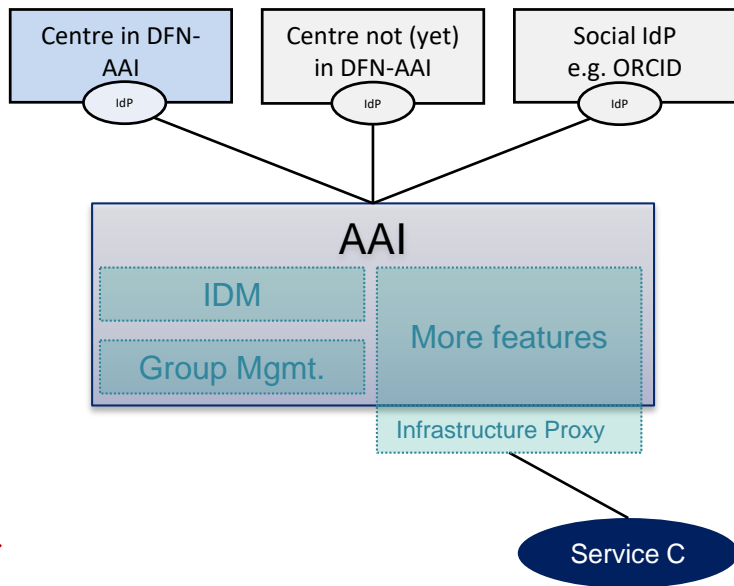 Centre in DFN-
AAI
Centre not (yet)
in DFN-AAI
Social IdP
e.g. ORCID
IdP
IdP
IdP
AAI
IDM
Group Mgmt.
More features
Infrastructure Proxy
Service C